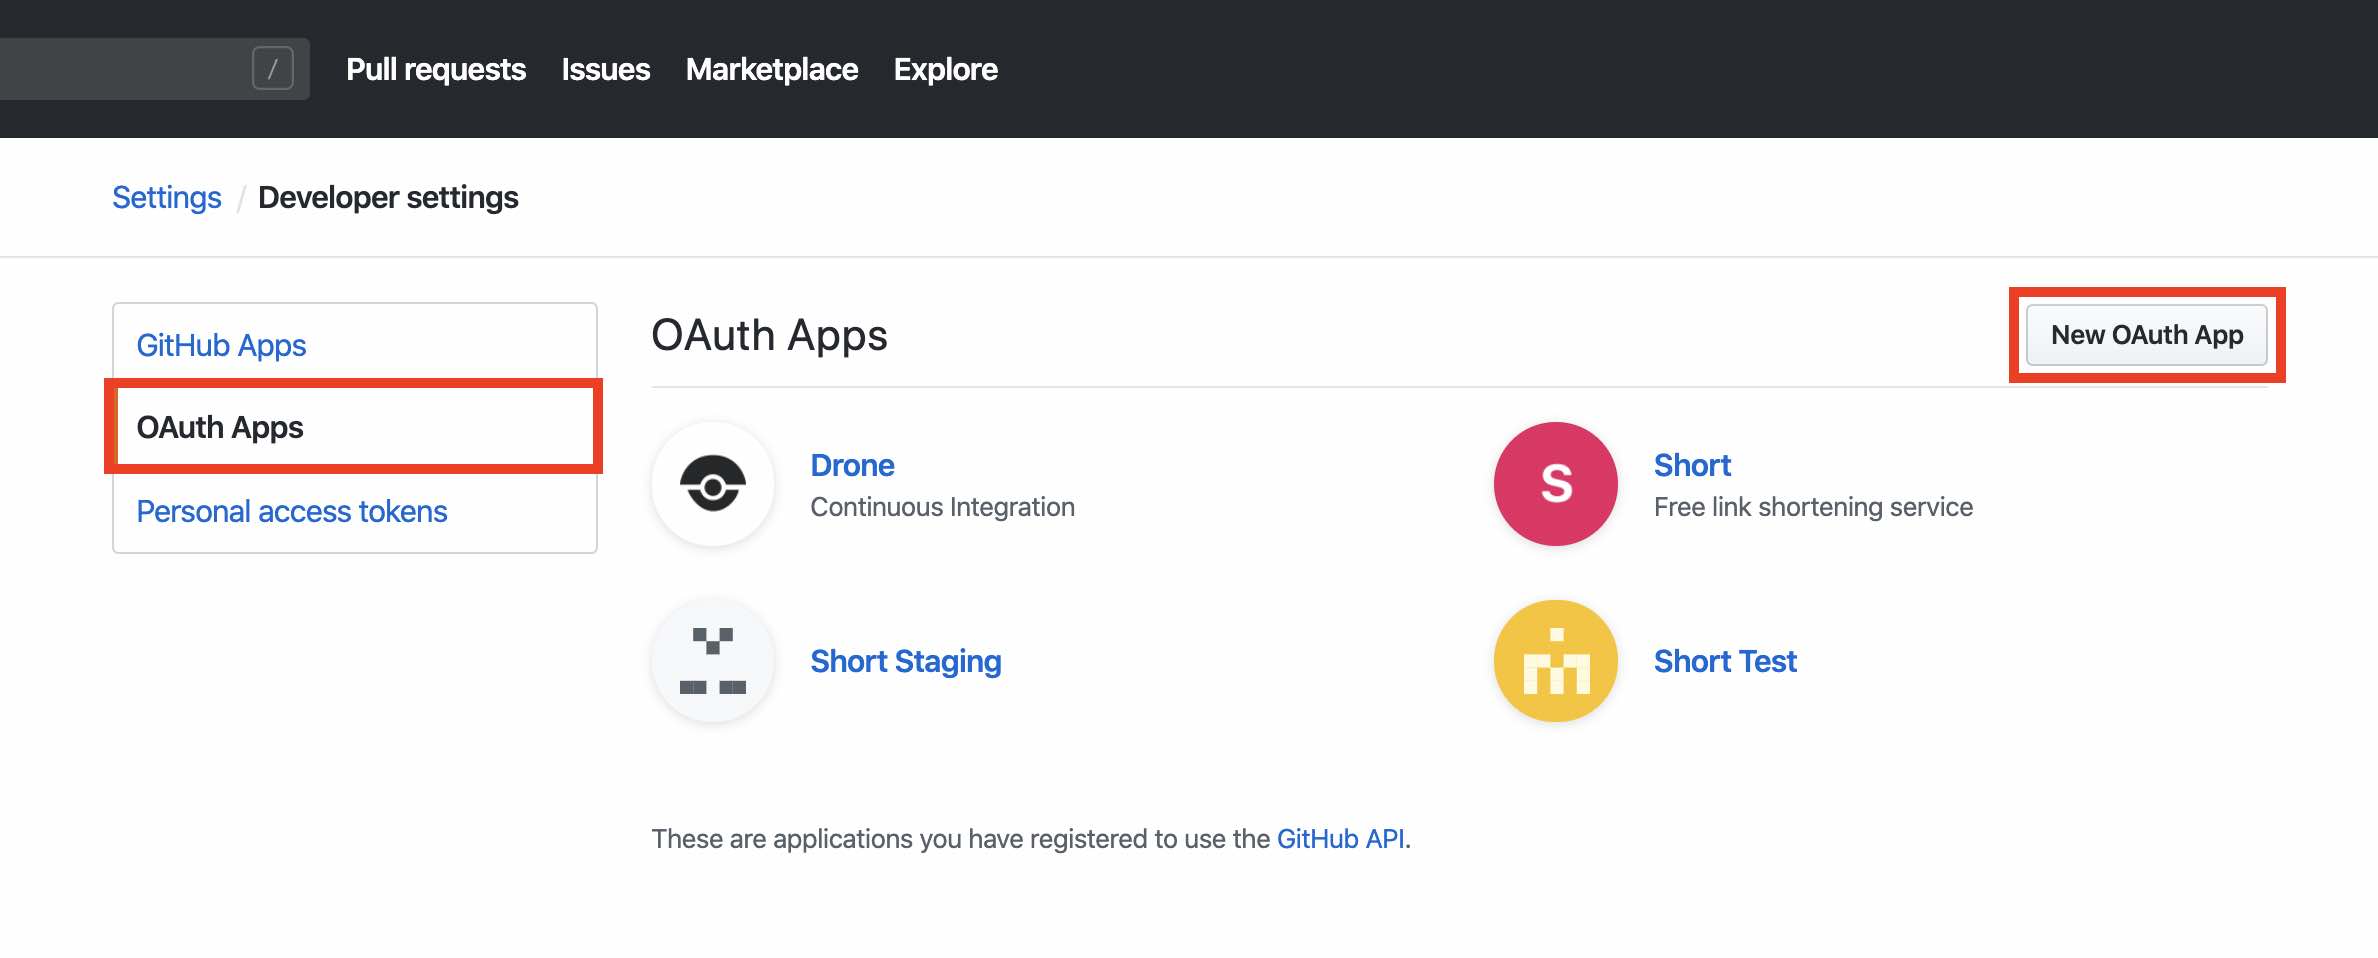 / Pull requests Issues Marketplace Explore
Settings / Developer settings
GitHub Apps
OAuth Apps
Personal access tokens
OAuth Apps
New OAuth App
Drone
Continuous Integration
S
Short
Free link shortening service
Short Staging
Short Test
These are applications you have registered to use the GitHub API.